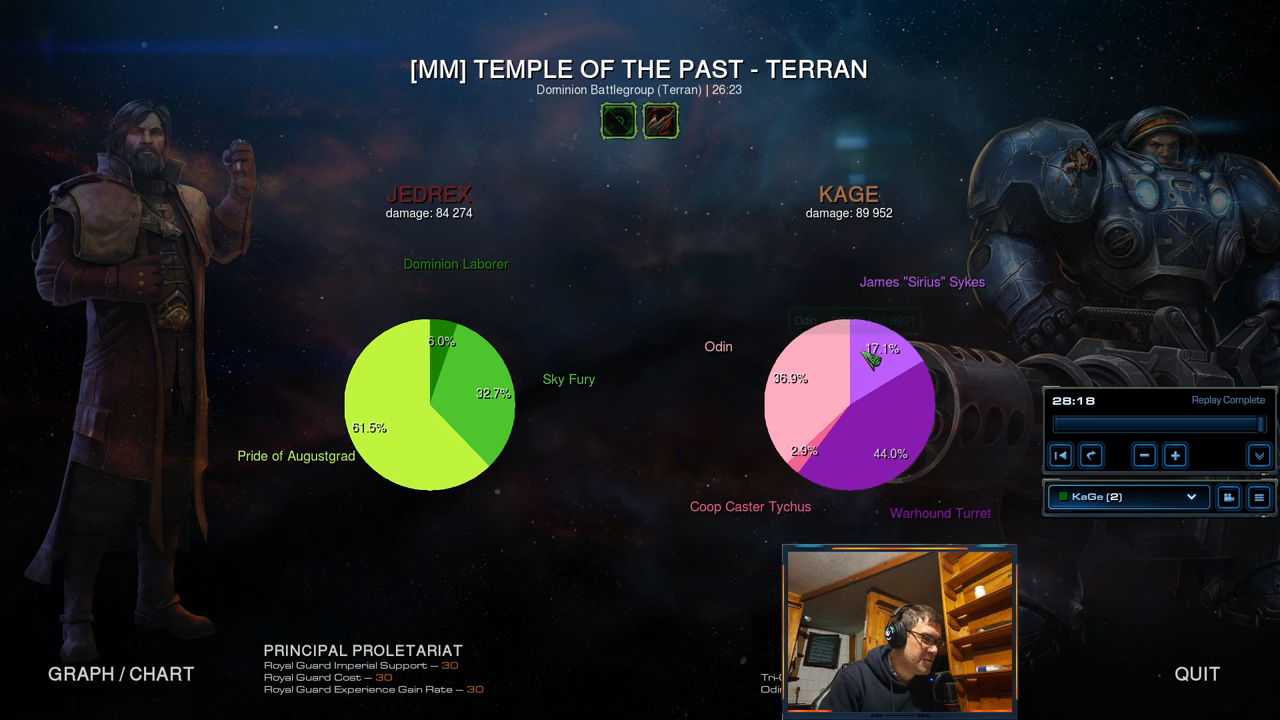 [MM] TEMPLE OF THE PAST - TERRAN
Dominion Battlegroup (Terran) | 26:23
JEDREX
damage: 84 274
KAGE
damage: 89 952
Dominion Laborer
6.0%
Sky Fury
32.7%
61.5%
Pride of Augustgrad
James "Sirius" Sykes
17.1%
Odin
36.9%
2.9%
44.0%
Coop Caster Tychus
Warhound Turret
28:18
Replay Complete
KaGe (2)
GRAPH / CHART
PRINCIPAL PROLETARIAT
Royal Guard Imperial Support – 30
Royal Guard Cost – 30
Royal Guard Experience Gain Rate – 30
QUIT